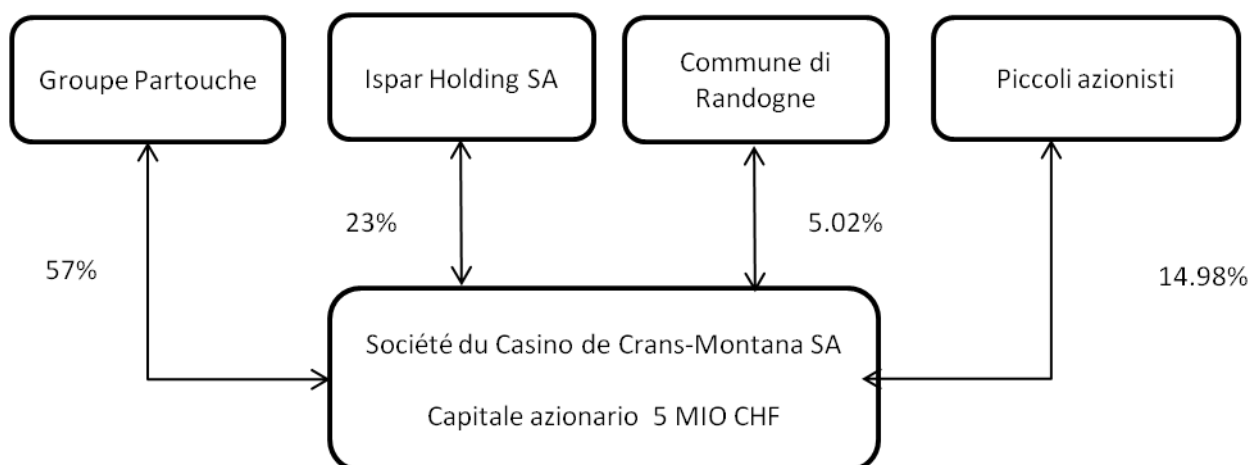 Groupe Partouche
Ispar Holding SA
Commune di
Randogne
Piccoli azionisti
23%
5.02%
57%
14.98%
Société du Casino de Crans-Montana SA
Capitale azionario 5 MIO CHF